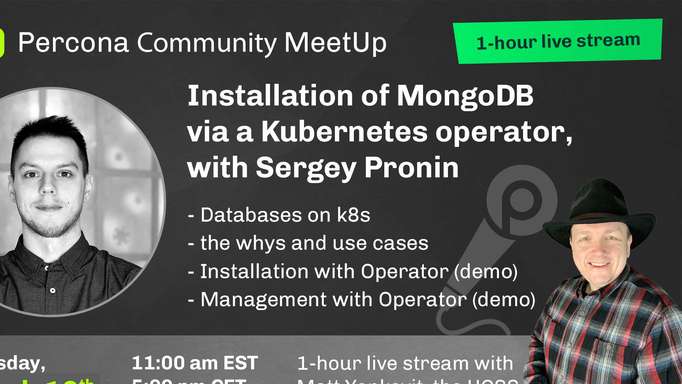 Percona Community MeetUp
1-hour live stream
Installation of MongoDB
via a Kubernetes operator,
with Sergey Pronin
- Databases on k8s
- the whys and use cases
- Installation with Operator (demo)
- Management with Operator (demo)
sday,
11:00 am EST
1-hour live stream with